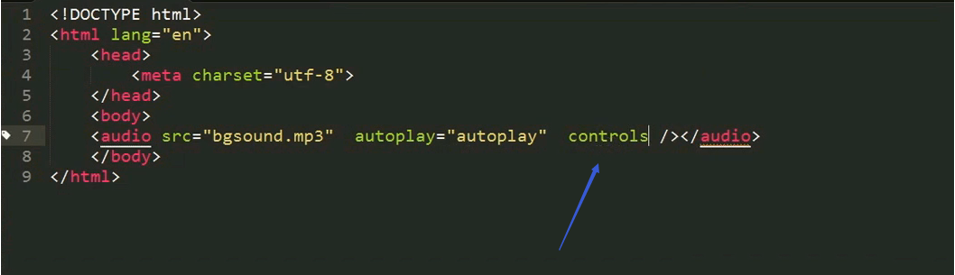 1 <!DOCTYPE html>
2 <html lang="en">
3     <head>
4         <meta charset="utf-8">
5     </head>
6     <body>
7     <audio src="bgsound.mp3"  autoplay="autoplay"  controls /></audio>
8     </body>
9 </html>